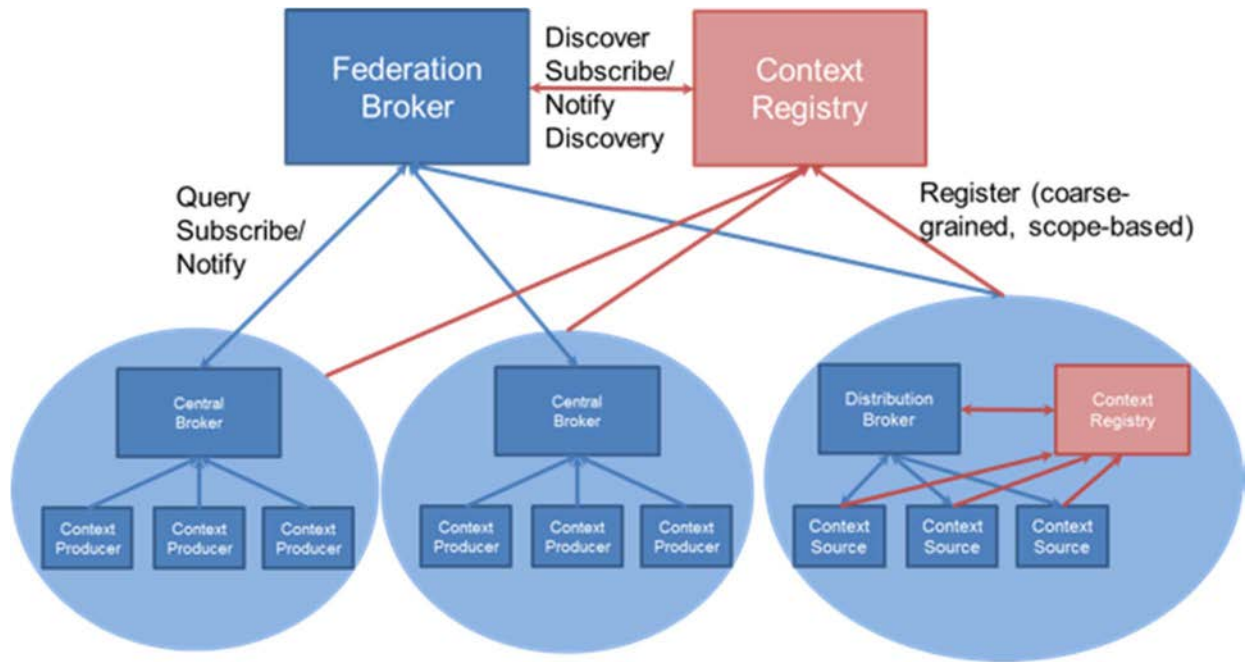 Federation
Broker
Discover
Subscribe/
Notify
Discovery
Context
Registry
Query
Subscribe/
Notify
Register (coarse-
grained, scope-based)
Central
Broker
Context
Producer
Context
Producer
Context
Producer
Central
Broker
Context
Producer
Context
Producer
Context
Producer
Distribution
Broker
Context
Registry
Context
Source
Context
Source
Context
Source